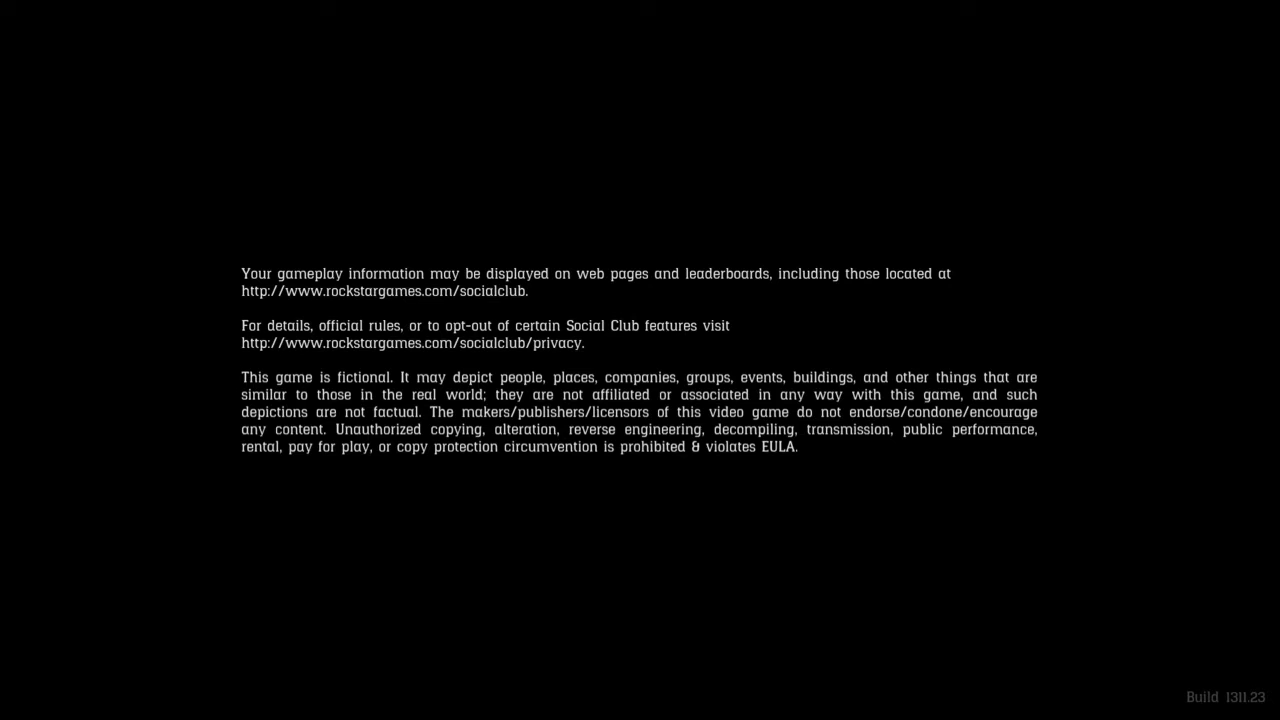 Your gameplay information may be displayed on web pages and leaderboards, including those located at
http://www.rockstargames.com/socialclub.
For details, official rules, or to opt-out of certain Social Club features visit
http://www.rockstargames.com/socialclub/privacy.
This game is fictional. It may depict people, places, companies, groups, events, buildings, and other things that are
similar to those in the real world; they are not affiliated or associated in any way with this game, and such
depictions are not factual. The makers/publishers/licensors of this video game do not endorse/condone/encourage
any content. Unauthorized copying, alteration, reverse engineering, decompiling, transmission, public performance,
rental, pay for play, or copy protection circumvention is prohibited & violates EULA.
Build 1311.23